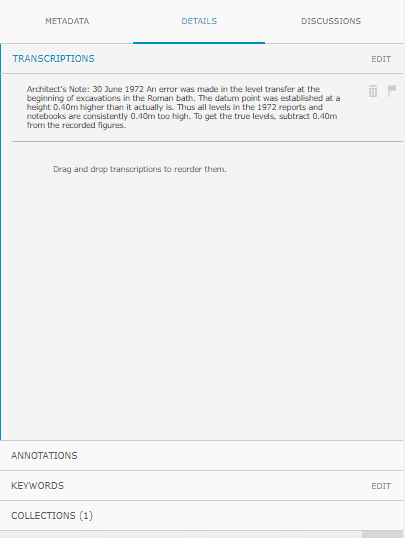 METADATA DETAILS DISCUSSIONS
TRANSCRIPTIONS EDIT
Architect's Note: 30 June 1972 An error was made in the level transfer at the
beginning of excavations in the Roman bath. The datum point was established at a
height 0.40m higher than it actually is. Thus all levels in the 1972 reports and
notebooks are consistently 0.40m too high. To get the true levels, subtract 0.40m
from the recorded figures.
Drag and drop transcriptions to reorder them.
ANNOTATIONS
KEYWORDS EDIT
COLLECTIONS (1)